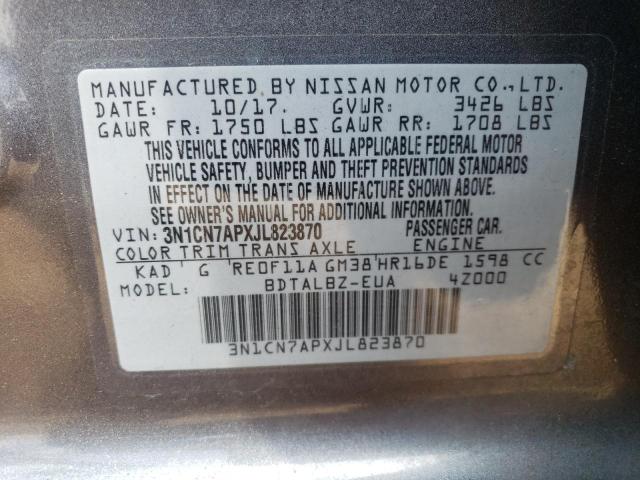 MANUFACTURED BY NISSAN MOTOR CO.,LTD.
DATE: 10/17. GVWR: 3426 LBS
GAWR FR: 1750 LBS GAWR RR: 1708 LBS
THIS VEHICLE CONFORMS TO ALL APPLICABLE FEDERAL MOTOR
VEHICLE SAFETY, BUMPER AND THEFT PREVENTION STANDARDS
IN EFFECT ON THE DATE OF MANUFACTURE SHOWN ABOVE.
SEE OWNER'S MANUAL FOR ADDITIONAL INFORMATION.
VIN: 3N1CN7APXJL823870 PASSENGER CAR.
COLOR TRIM TRANS AXLE ENGINE
KAD G RE0F11A GM38 HR16DE 1598 CC
MODEL: BDTALBZ-EUA 4Z000
3N1CN7APXJL823870